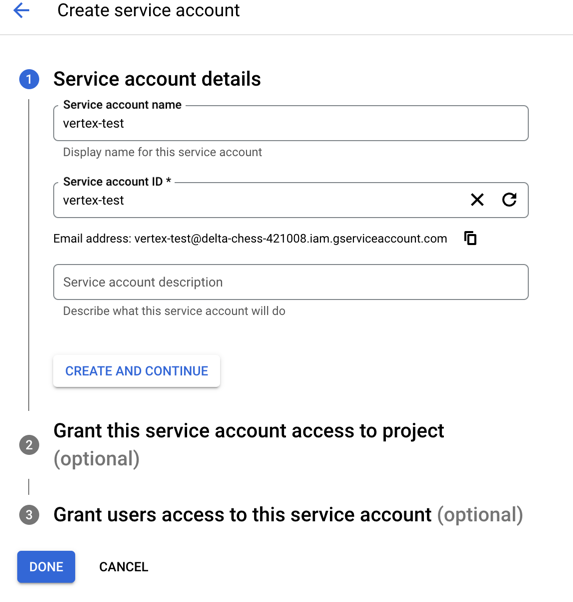 Create service account
1 Service account details
Service account name
vertex-test
Display name for this service account
Service account ID *
vertex-test
Email address: vertex-test@delta-chess-421008.iam.gserviceaccount.com
Service account description
Describe what this service account will do
CREATE AND CONTINUE
2 Grant this service account access to project
(optional)
3 Grant users access to this service account (optional)
DONE CANCEL